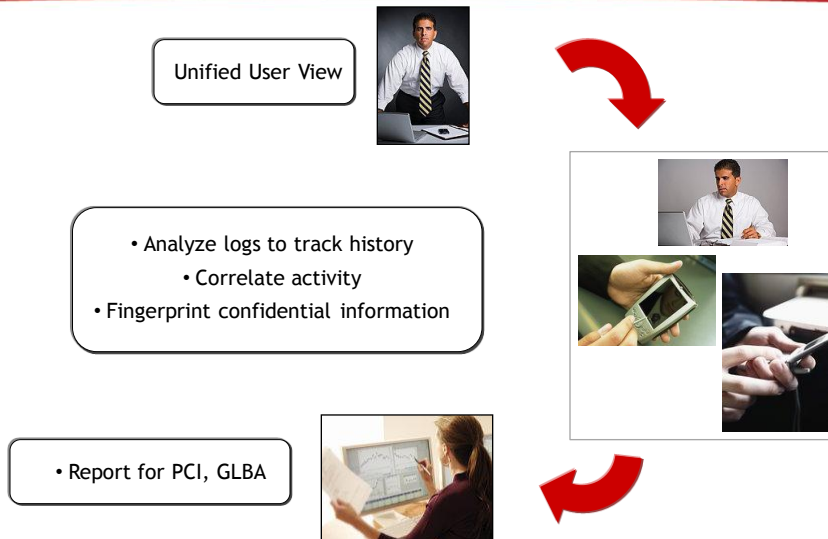 Unified User View
• Analyze logs to track history
• Correlate activity
• Fingerprint confidential information
• Report for PCI, GLBA